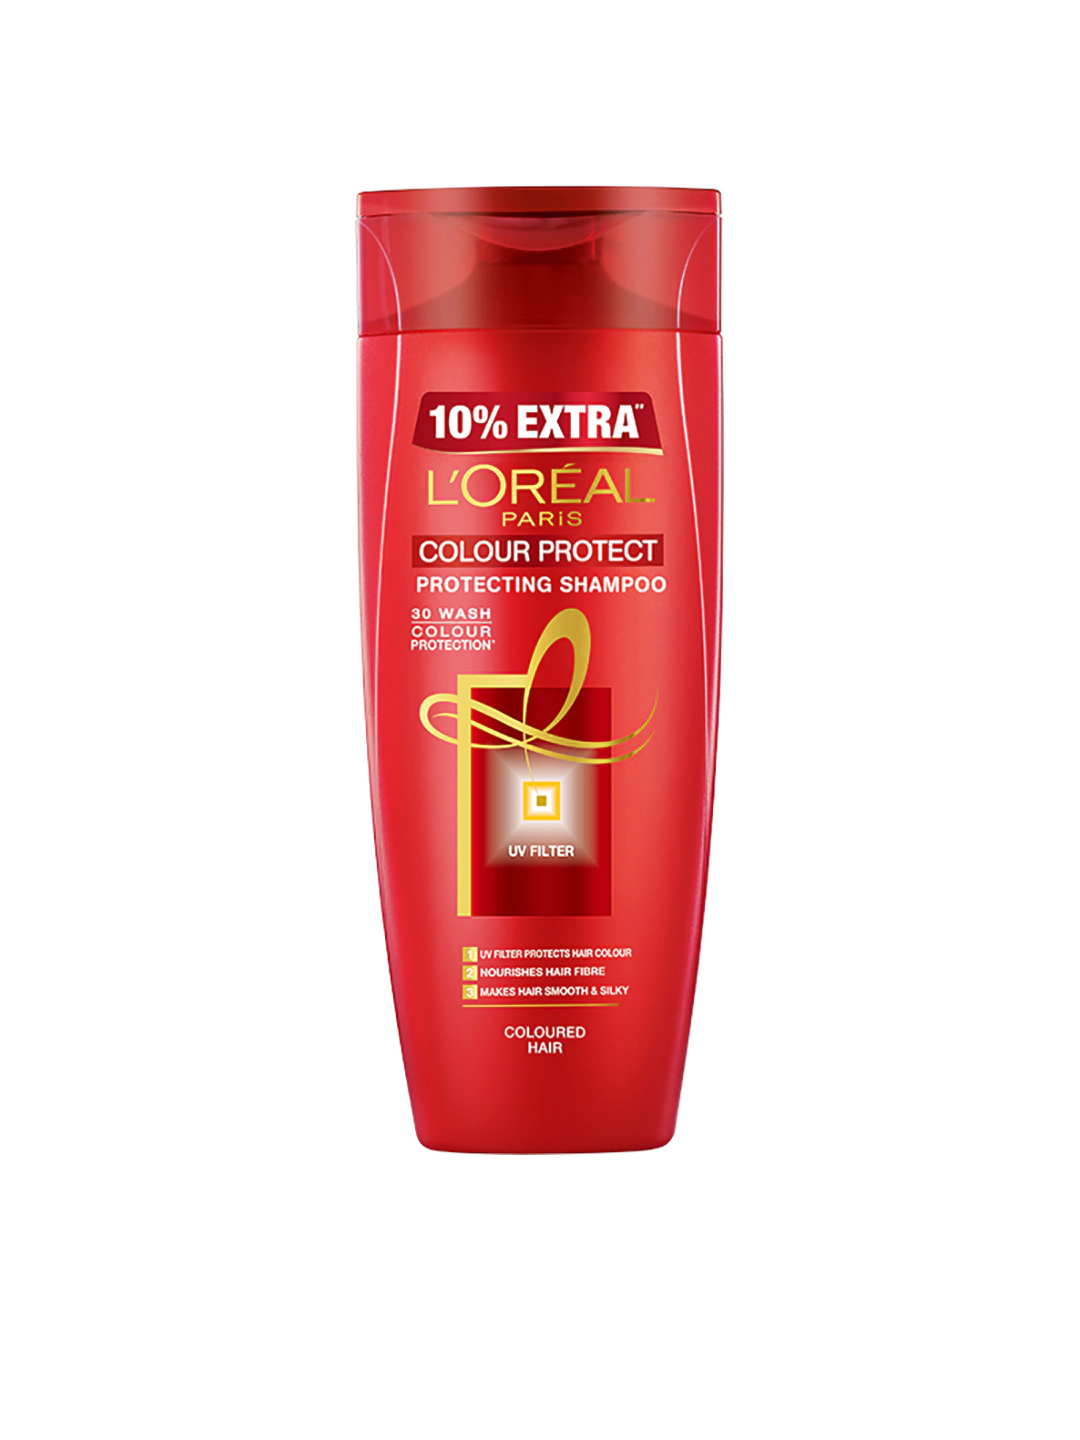 10% EXTRA"
L'ORÉAL
PARiS
COLOUR PROTECT
PROTECTING SHAMPOO
30 WASH
COLOUR
PROTECTION*
UV FILTER
1 UV FILTER PROTECTS HAIR COLOUR
2 NOURISHES HAIR FIBRE
3 MAKES HAIR SMOOTH & SILKY
COLOURED
HAIR